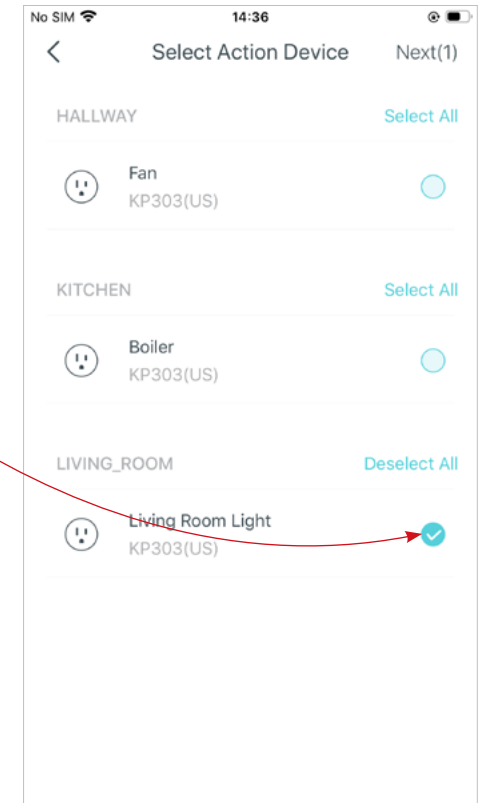 No SIM 14:36
Select Action Device Next(1)
HALLWAY Select All
Fan
KP303(US)
KITCHEN Select All
Boiler
KP303(US)
LIVING_ROOM Deselect All
Living Room Light
KP303(US)